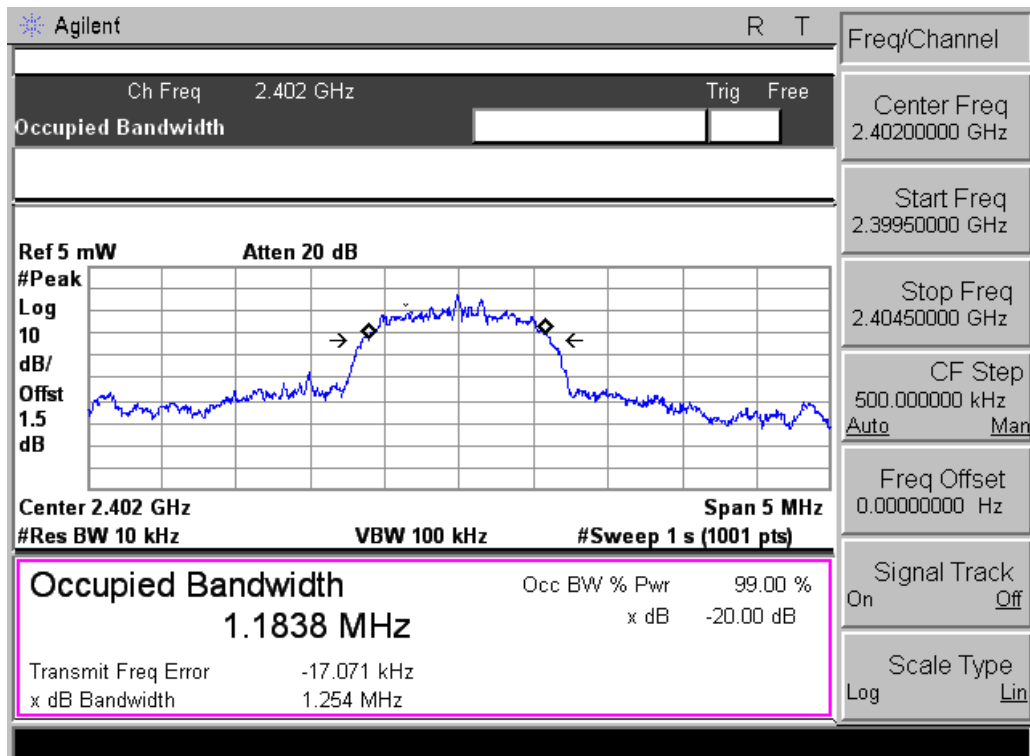 Agilent R T
Ch Freq 2.402 GHz Trig Free
Occupied Bandwidth
Ref 5 mW Atten 20 dB
#Peak
Log
10
dB/
Offst
1.5
dB
Center 2.402 GHz Span 5 MHz
#Res BW 10 kHz VBW 100 kHz #Sweep 1 s (1001 pts)
Occupied Bandwidth Occ BW % Pwr 99.00 %
1.1838 MHz x dB -20.00 dB
Transmit Freq Error -17.071 kHz
x dB Bandwidth 1.254 MHz
Freq/Channel
Center Freq
2.40200000 GHz
Start Freq
2.39950000 GHz
Stop Freq
2.40450000 GHz
CF Step
500.000000 kHz
Auto Man
Freq Offset
0.00000000 Hz
Signal Track
On Off
Scale Type
Log Lin